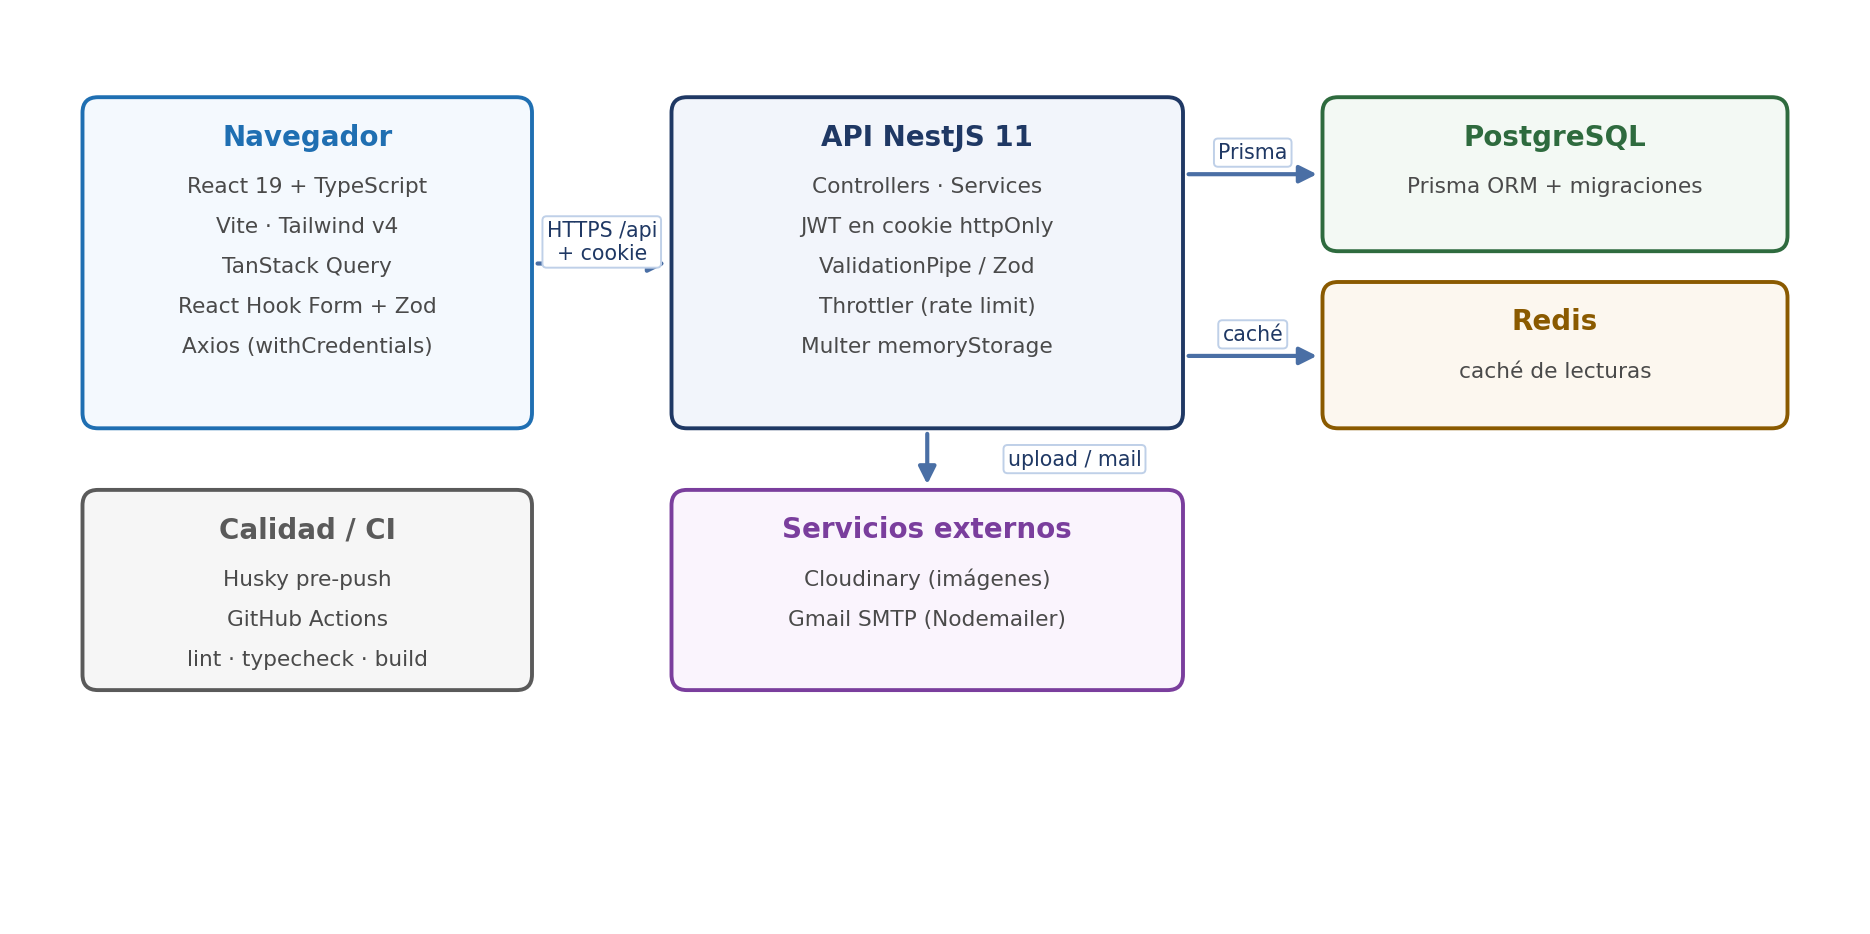 Navegador
React 19 + TypeScript
Vite · Tailwind v4
TanStack Query
React Hook Form + Zod
Axios (withCredentials)
HTTPS /api
+ cookie
API NestJS 11
Controllers · Services
JWT en cookie httpOnly
ValidationPipe / Zod
Throttler (rate limit)
Multer memoryStorage
Prisma
PostgreSQL
Prisma ORM + migraciones
caché
Redis
caché de lecturas
upload / mail
Calidad / CI
Husky pre-push
GitHub Actions
lint · typecheck · build
Servicios externos
Cloudinary (imágenes)
Gmail SMTP (Nodemailer)